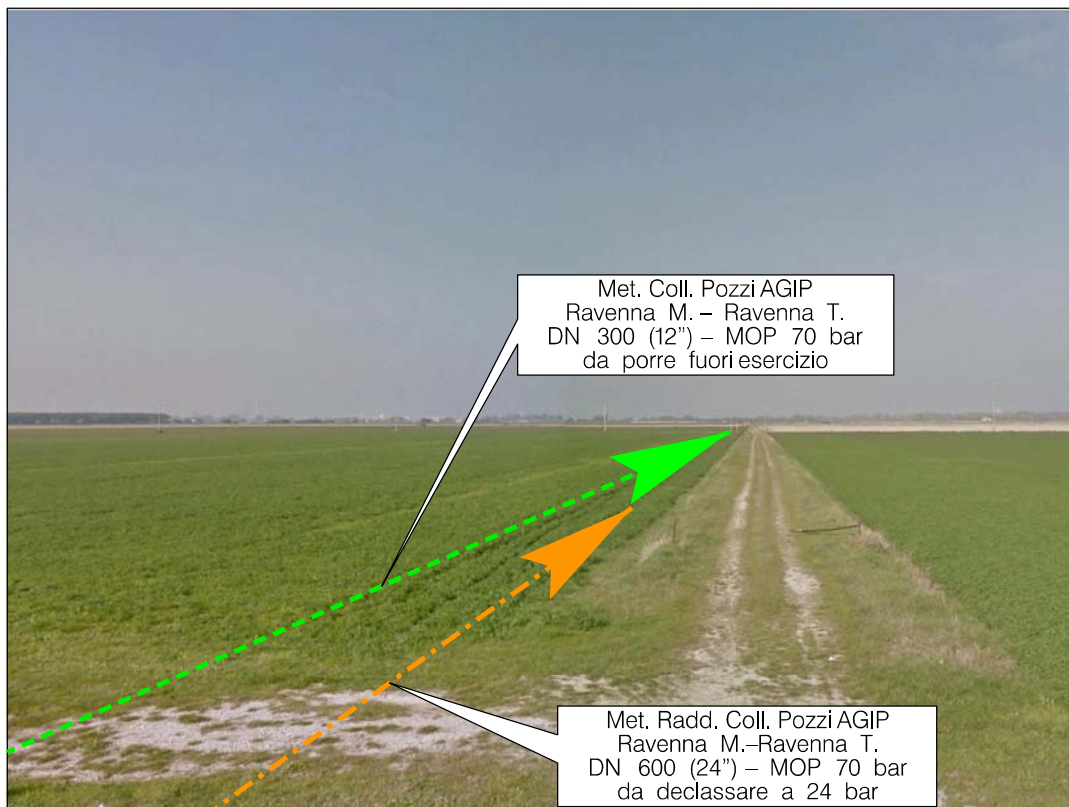 Met. Coll. Pozzi AGIP
Ravenna M. – Ravenna T.
DN 300 (12") – MOP 70 bar
da porre fuori esercizio
Met. Radd. Coll. Pozzi AGIP
Ravenna M.–Ravenna T.
DN 600 (24") – MOP 70 bar
da declassare a 24 bar